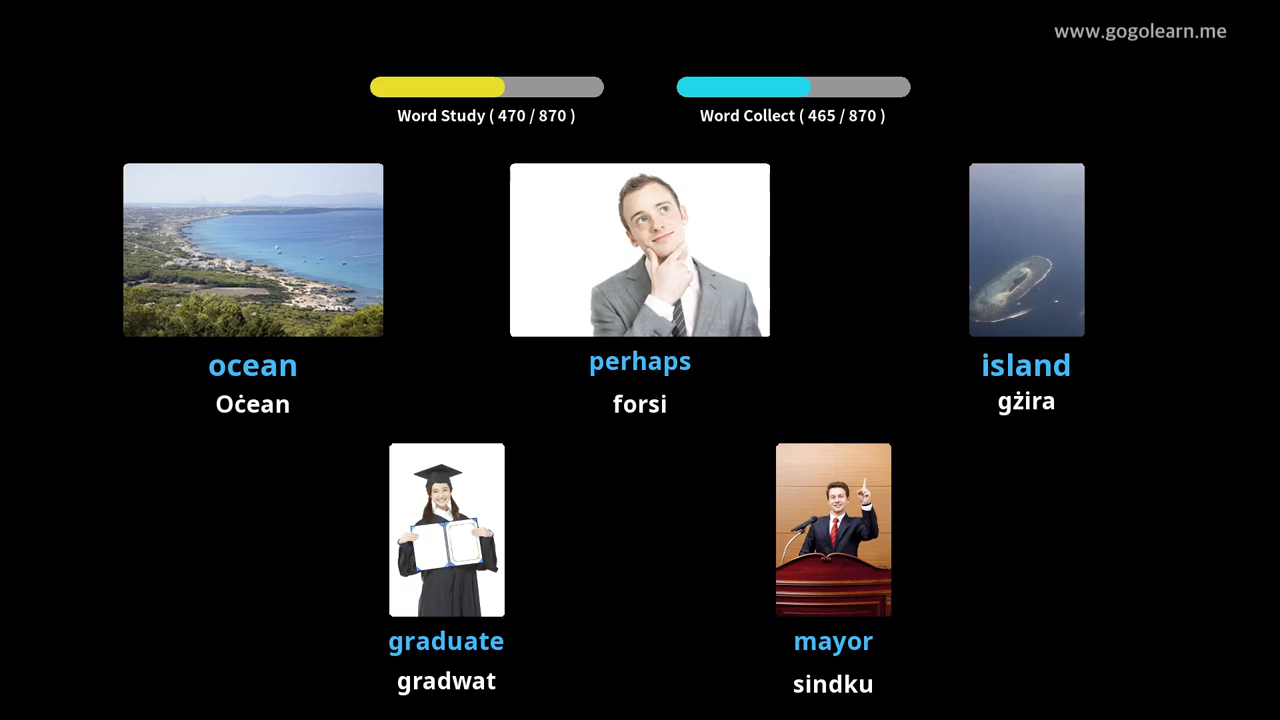 www.gogolearn.me
Word Study ( 470 / 870 )
Word Collect ( 465 / 870 )
ocean
Oċean
perhaps
forsi
island
gżira
graduate
gradwat
mayor
sindku